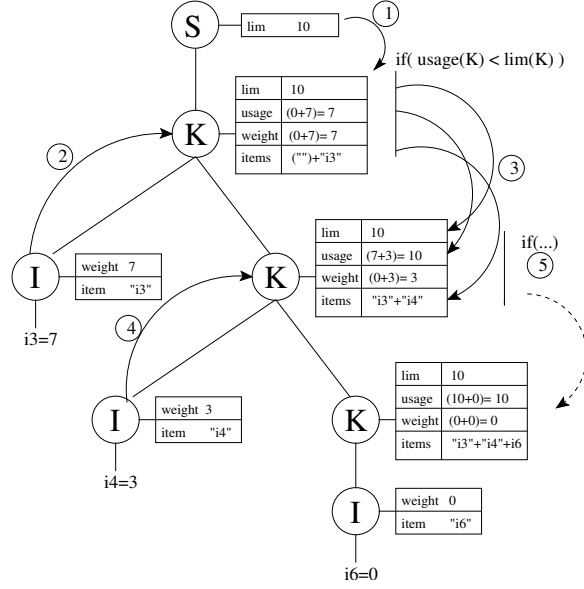 S
lim 10
1
if( usage(K) < lim(K) )
K
lim 10
usage (0+7)= 7
weight (0+7)= 7
items ("")+"i3"
2
3
I
weight 7
item "i3"
i3=7
K
lim 10
usage (7+3)= 10
weight (0+3)= 3
items "i3"+"i4"
if(...)
5
4
I
weight 3
item "i4"
i4=3
K
lim 10
usage (10+0)= 10
weight (0+0)= 0
items "i3"+"i4"+i6
I
weight 0
item "i6"
i6=0